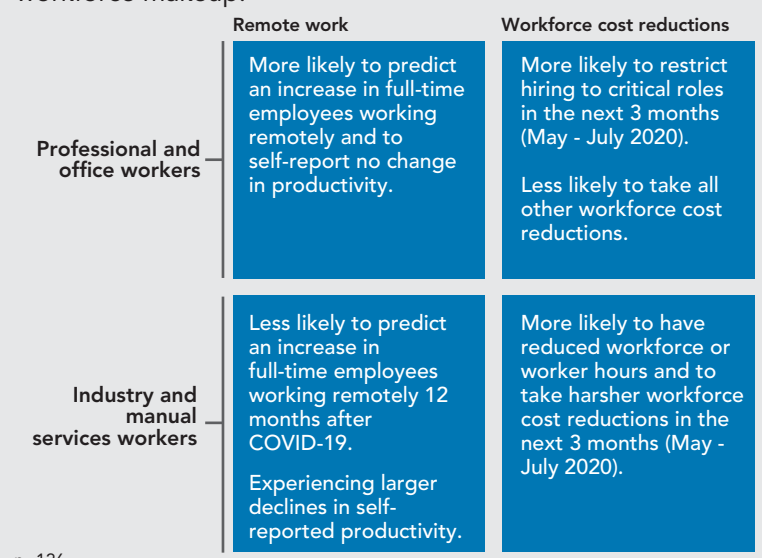 Remote work
Workforce cost reductions
Professional and
office workers
More likely to predict
an increase in full-time
employees working
remotely and to
self-report no change
in productivity.
More likely to restrict
hiring to critical roles
in the next 3 months
(May - July 2020).
Less likely to take all
other workforce cost
reductions.
Industry and
manual
services workers
Less likely to predict
an increase in
full-time employees
working remotely 12
months after
COVID-19.
Experiencing larger
declines in self-
reported productivity.
More likely to have
reduced workforce or
worker hours and to
take harsher workforce
cost reductions in the
next 3 months (May -
July 2020).